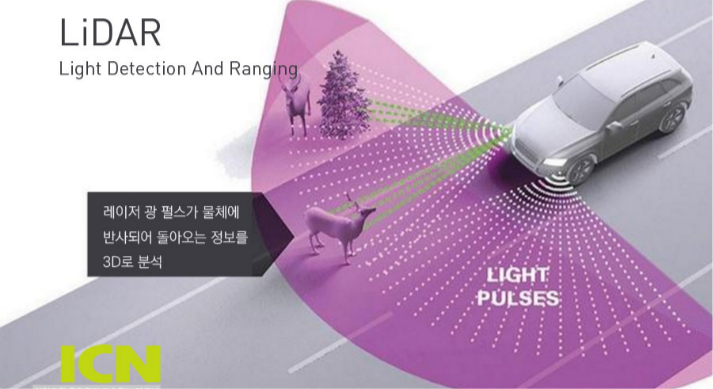 LiDAR
Light Detection And Ranging
레이저 광 펄스가 물체에
반사되어 돌아오는 정보를
3D로 분석
LIGHT
PULSES
ICN